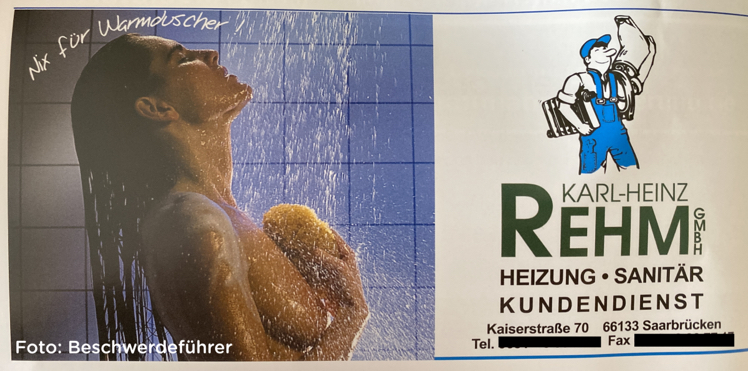 Nix für Warmduscher!
Foto: Beschwerdeführer
KARL-HEINZ
REHM GMBH
HEIZUNG • SANITÄR
KUNDENDIENST
Kaiserstraße 70 66133 Saarbrücken
Tel. Fax